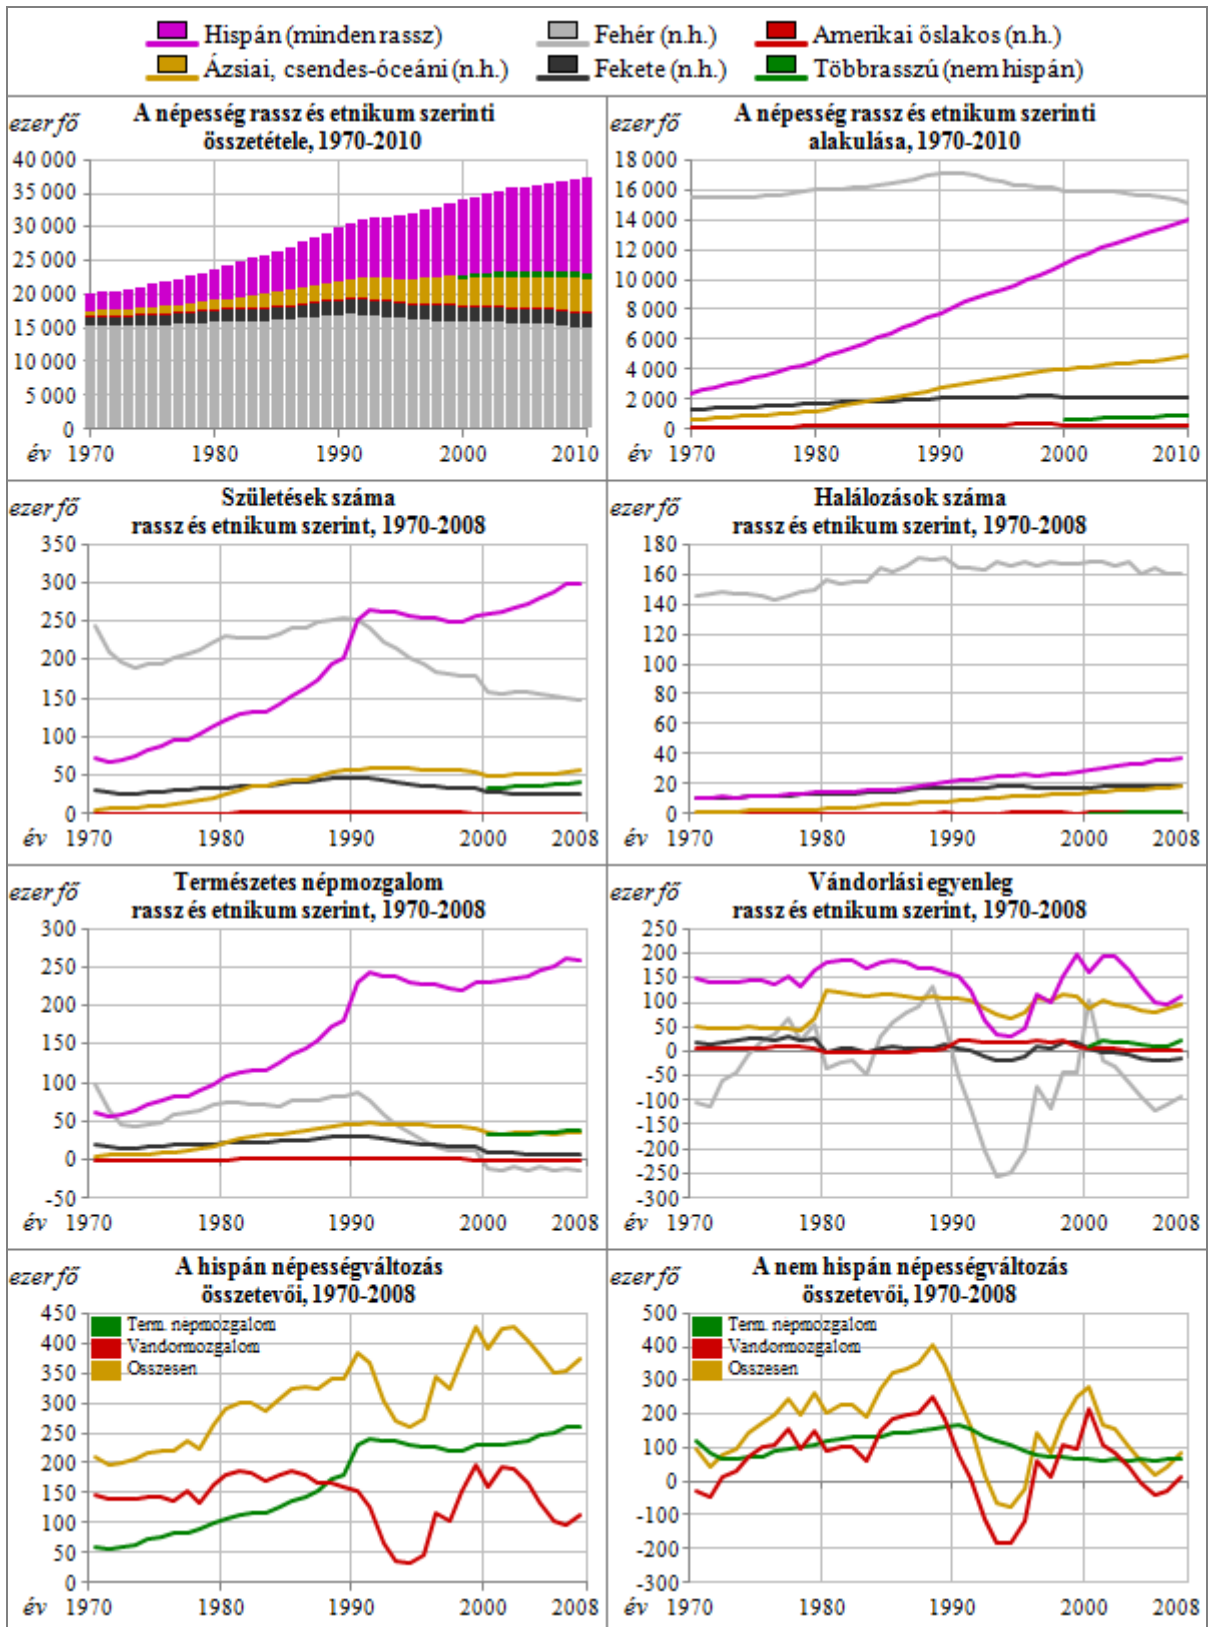 Hispán (minden rassz)
Fehér (n.h.)
Amerikai őslakos (n.h.)
Ázsiai, csendes-óceáni (n.h.)
Fekete (n.h.)
Többrasszú (nem hispán)
A népesség rassz és etnikum szerinti
összetétele, 1970-2010
ezer fő
40 000
35 000
30 000
25 000
20 000
15 000
10 000
5 000
0
év 1970 1980 1990 2000 2010
A népesség rassz és etnikum szerinti
alakulása, 1970-2010
ezer fő
18 000
16 000
14 000
12 000
10 000
8 000
6 000
4 000
2 000
0
év 1970 1980 1990 2000 2010
Születések száma
rassz és etnikum szerint, 1970-2008
ezer fő
350
300
250
200
150
100
50
0
év 1970 1980 1990 2000 2008
Halálozások száma
rassz és etnikum szerint, 1970-2008
ezer fő
180
160
140
120
100
80
60
40
20
0
év 1970 1980 1990 2000 2008
Természetes népmozgalom
rassz és etnikum szerint, 1970-2008
ezer fő
300
250
200
150
100
50
0
-50
év 1970 1980 1990 2000 2008
Vándorlási egyenleg
rassz és etnikum szerint, 1970-2008
ezer fő
250
200
150
100
50
0
-50
-100
-150
-200
-250
-300
év 1970 1980 1990 2000 2008
A hispán népességváltozás
összetevői, 1970-2008
ezer fő
450
400
350
300
250
200
150
100
50
0
Term. nepmozgalom
Vandormozgalom
Osszesen
év 1970 1980 1990 2000 2008
A nem hispán népességváltozás
összetevői, 1970-2008
ezer fő
500
400
300
200
100
0
-100
-200
-300
Term. nepmozgalom
Vandormozgalom
Osszesen
év 1970 1980 1990 2000 2008